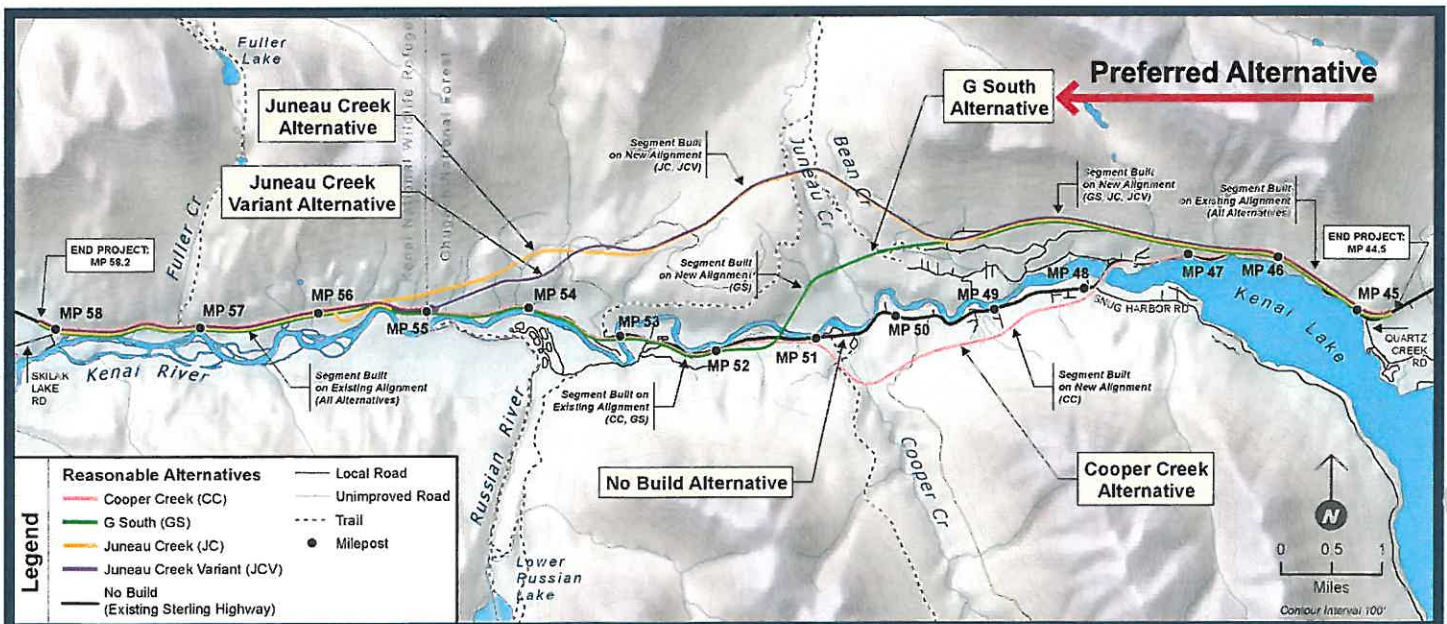 Fuller
Lake
Juneau Creek
Alternative
Juneau Creek
Variant Alternative
Kenai National Wildlife Refuge
Chugach National Forest
Segment Built
on New Alignment
(JC, JCV)
Juneau Cr
Bean Cr
G South
Alternative
Preferred Alternative
Segment Built
on New Alignment
(GS, JC, JCV)
Segment Built
on Existing Alignment
(All Alternatives)
END PROJECT:
MP 58.2
Fuller Cr
Segment Built
on New Alignment
(GS)
END PROJECT:
MP 44.5
MP 58
MP 57
MP 56
MP 55
MP 54
MP 53
MP 52
MP 51
MP 50
MP 49
MP 48
MP 47
MP 46
MP 45
SNUG HARBOR RD
Kenai Lake
QUARTZ
CREEK
RD
SKILAK
LAKE
RD
Kenai River
Segment Built
on Existing Alignment
(All Alternatives)
Segment Built on
Existing Alignment
(CC, GS)
Segment Built
on New Alignment
(CC)
Russian River
No Build Alternative
Cooper Cr
Cooper Creek
Alternative
Lower
Russian
Lake
Legend
Reasonable Alternatives
Cooper Creek (CC)
G South (GS)
Juneau Creek (JC)
Juneau Creek Variant (JCV)
No Build
(Existing Sterling Highway)
Local Road
Unimproved Road
Trail
Milepost
N
0 0.5 1
Miles
Contour Interval 100'